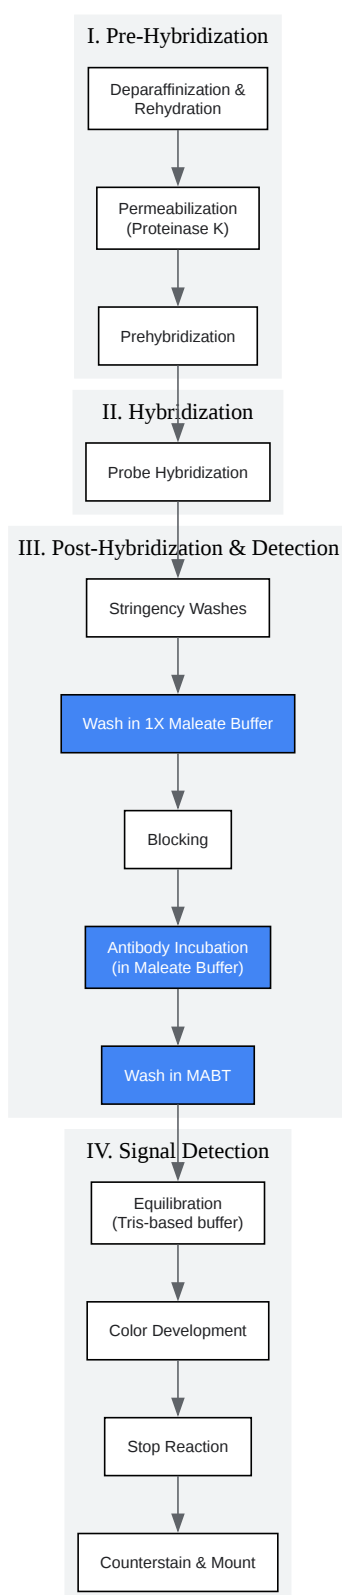 I. Pre-Hybridization
Deparaffinization &
Rehydration
Permeabilization
(Proteinase K)
Prehybridization
II. Hybridization
Probe Hybridization
III. Post-Hybridization & Detection
Stringency Washes
Wash in 1X Maleate Buffer
Blocking
Antibody Incubation
(in Maleate Buffer)
Wash in MABT
IV. Signal Detection
Equilibration
(Tris-based buffer)
Color Development
Stop Reaction
Counterstain & Mount